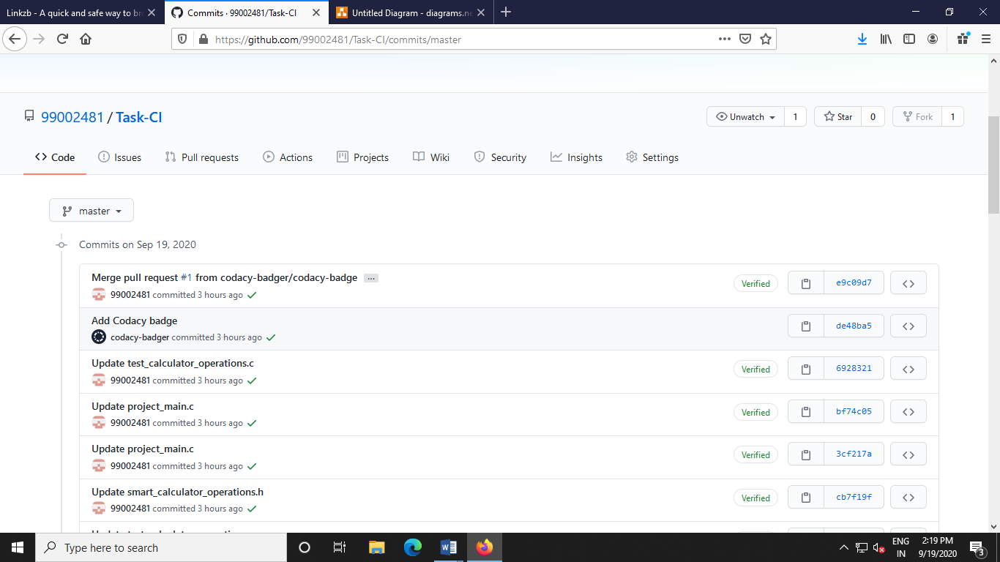 Linkzb - A quick and safe way to br
Commits · 99002481/Task-CI
Untitled Diagram - diagrams.ne
https://github.com/99002481/Task-CI/commits/master
99002481 / Task-CI
Unwatch 1
Star 0
Fork 1
Code
Issues
Pull requests
Actions
Projects
Wiki
Security
Insights
Settings
master
Commits on Sep 19, 2020
Merge pull request #1 from codacy-badger/codacy-badge ...
99002481 committed 3 hours ago
Verified
e9c09d7
Add Codacy badge
codacy-badger committed 3 hours ago
de48ba5
Update test_calculator_operations.c
99002481 committed 3 hours ago
Verified
6928321
Update project_main.c
99002481 committed 3 hours ago
Verified
bf74c05
Update project_main.c
99002481 committed 3 hours ago
Verified
3cf217a
Update smart_calculator_operations.h
99002481 committed 3 hours ago
Verified
cb7f19f
Type here to search
ENG
IN
2:19 PM
9/19/2020
3